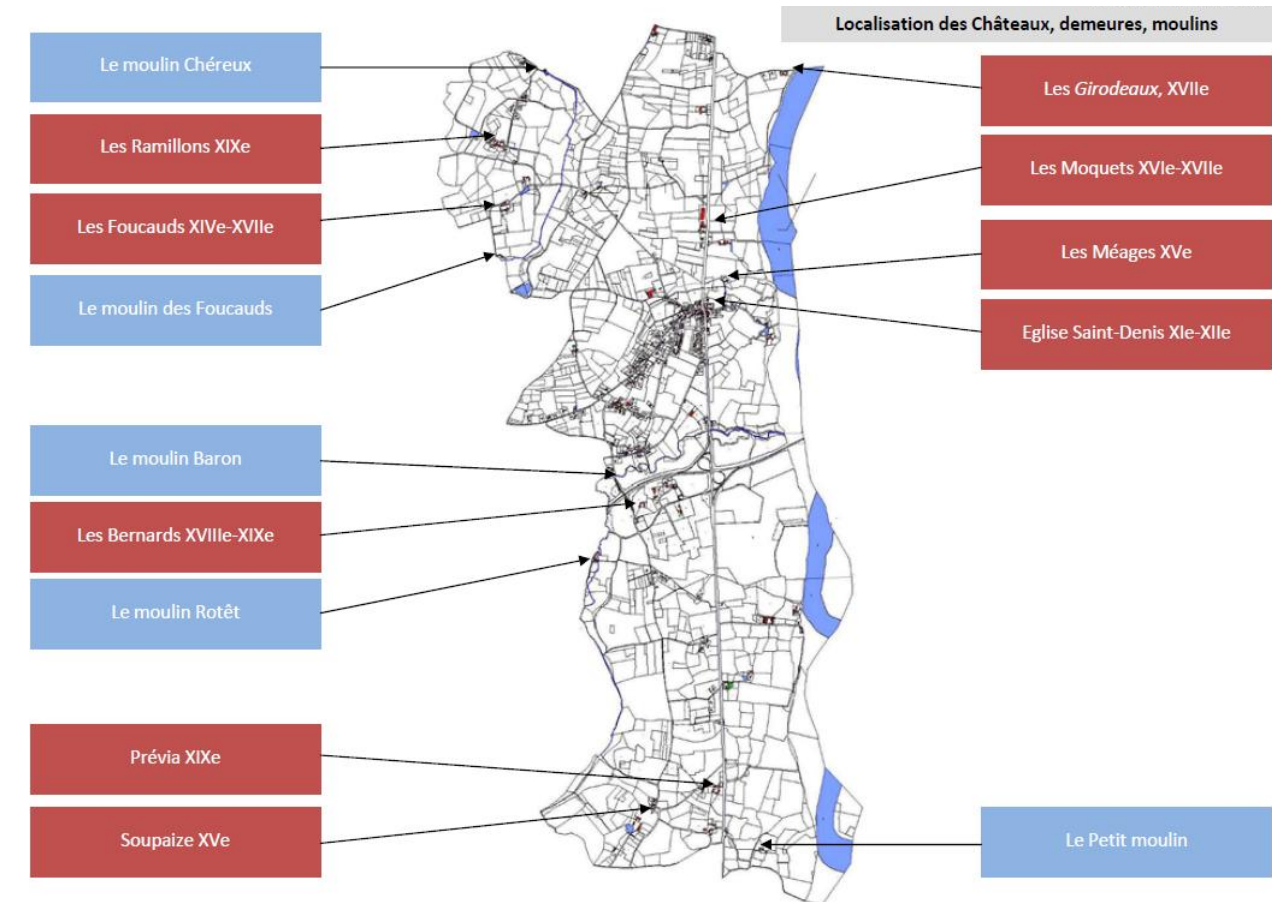 Localisation des Châteaux, demeures, moulins
Le moulin Chéreux
Les Ramillons XIXe
Les Foucauds XIVe-XVIIe
Le moulin des Foucauds
Le moulin Baron
Les Bernards XVIIIe-XIXe
Le moulin Rotêt
Prévia XIXe
Soupaize XVe
Les Girodeaux, XVIIe
Les Moquets XVIe-XVIIe
Les Méages XVe
Eglise Saint-Denis XIe-XIIe
Le Petit moulin